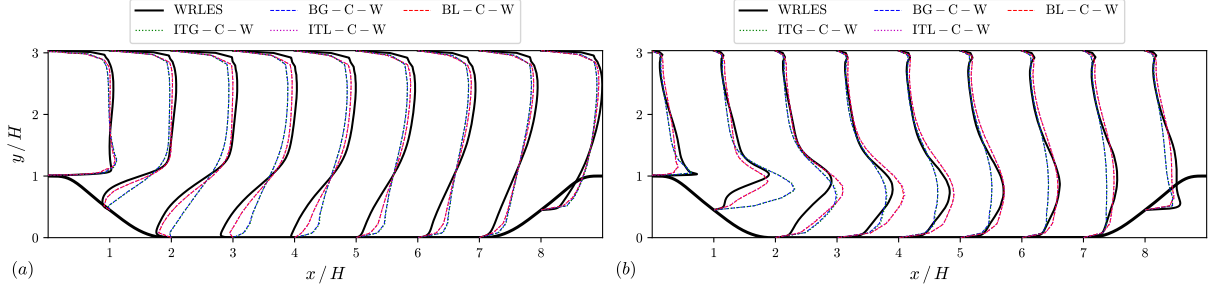 WRLES BG − C − W BL − C − W
ITG − C − W ITL − C − W
3
2
1
0
y / H
1 2 3 4 5 6 7 8
x / H
(a)
WRLES BG − C − W BL − C − W
ITG − C − W ITL − C − W
3
2
1
0
1 2 3 4 5 6 7 8
x / H
(b)